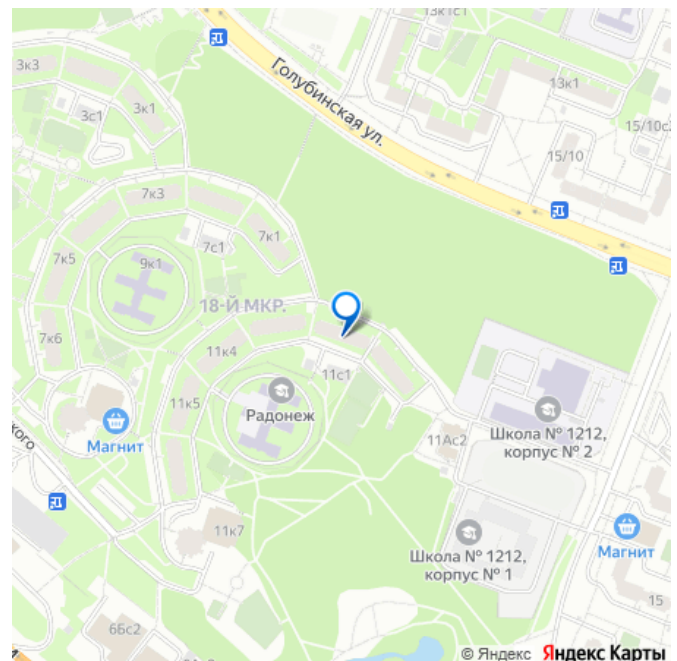 13к1с1
3к3
Голубинская ул.
13к1
3к1
3с1
15/10с2
15/10
7к3
7к1
7с1
7к5
9к1
18-Й МКР.
7к6
11к4
11с1
11к5
Радонеж
Школа № 1212,
корпус № 2
11Ас2
Магнит
ского
11к7
Магнит
Школа № 1212,
корпус № 1
15
6Бс2
© Яндекс Яндекс Карты